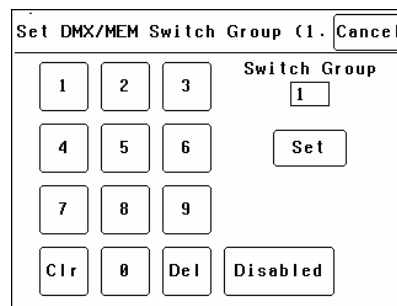 Set DMX/MEM Switch Group (1. Cancel
1 2 3 Switch Group
1
4 5 6 Set
7 8 9
Clr 0 Del Disabled